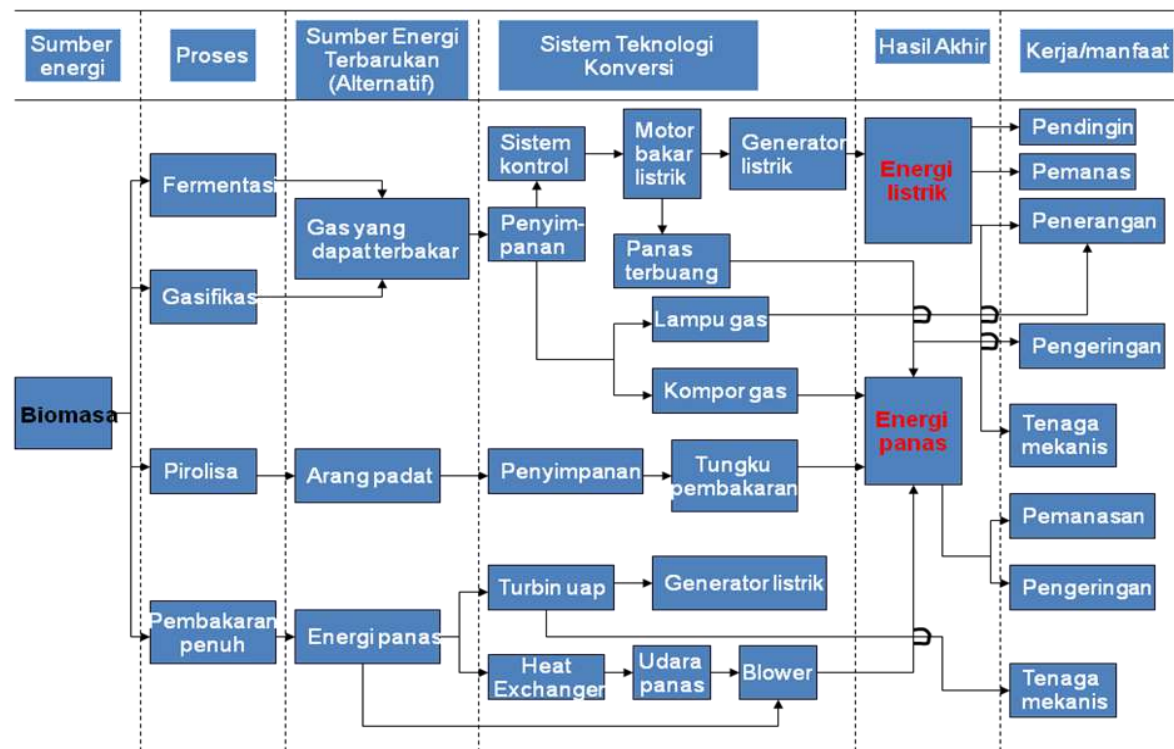 Sumber
energi
Proses
Sumber Energi
Terbarukan
(Alternatif)
Sistem Teknologi
Konversi
Hasil Akhir
Kerja/manfaat
Biomasa
Fermentasi
Gasifikas
Pirolisa
Pembakaran
penuh
Gas yang
dapat terbakar
Arang padat
Energi panas
Sistem
kontrol
Motor
bakar
listrik
Generator
listrik
Penyim-
panan
Panas
terbuang
Lampu gas
Kompor gas
Penyimpanan
Tungku
pembakaran
Turbin uap
Generator listrik
Heat
Exchanger
Udara
panas
Blower
Energi
listrik
Energi
panas
Pendingin
Pemanas
Penerangan
Pengeringan
Tenaga
mekanis
Pemanasan
Pengeringan
Tenaga
mekanis